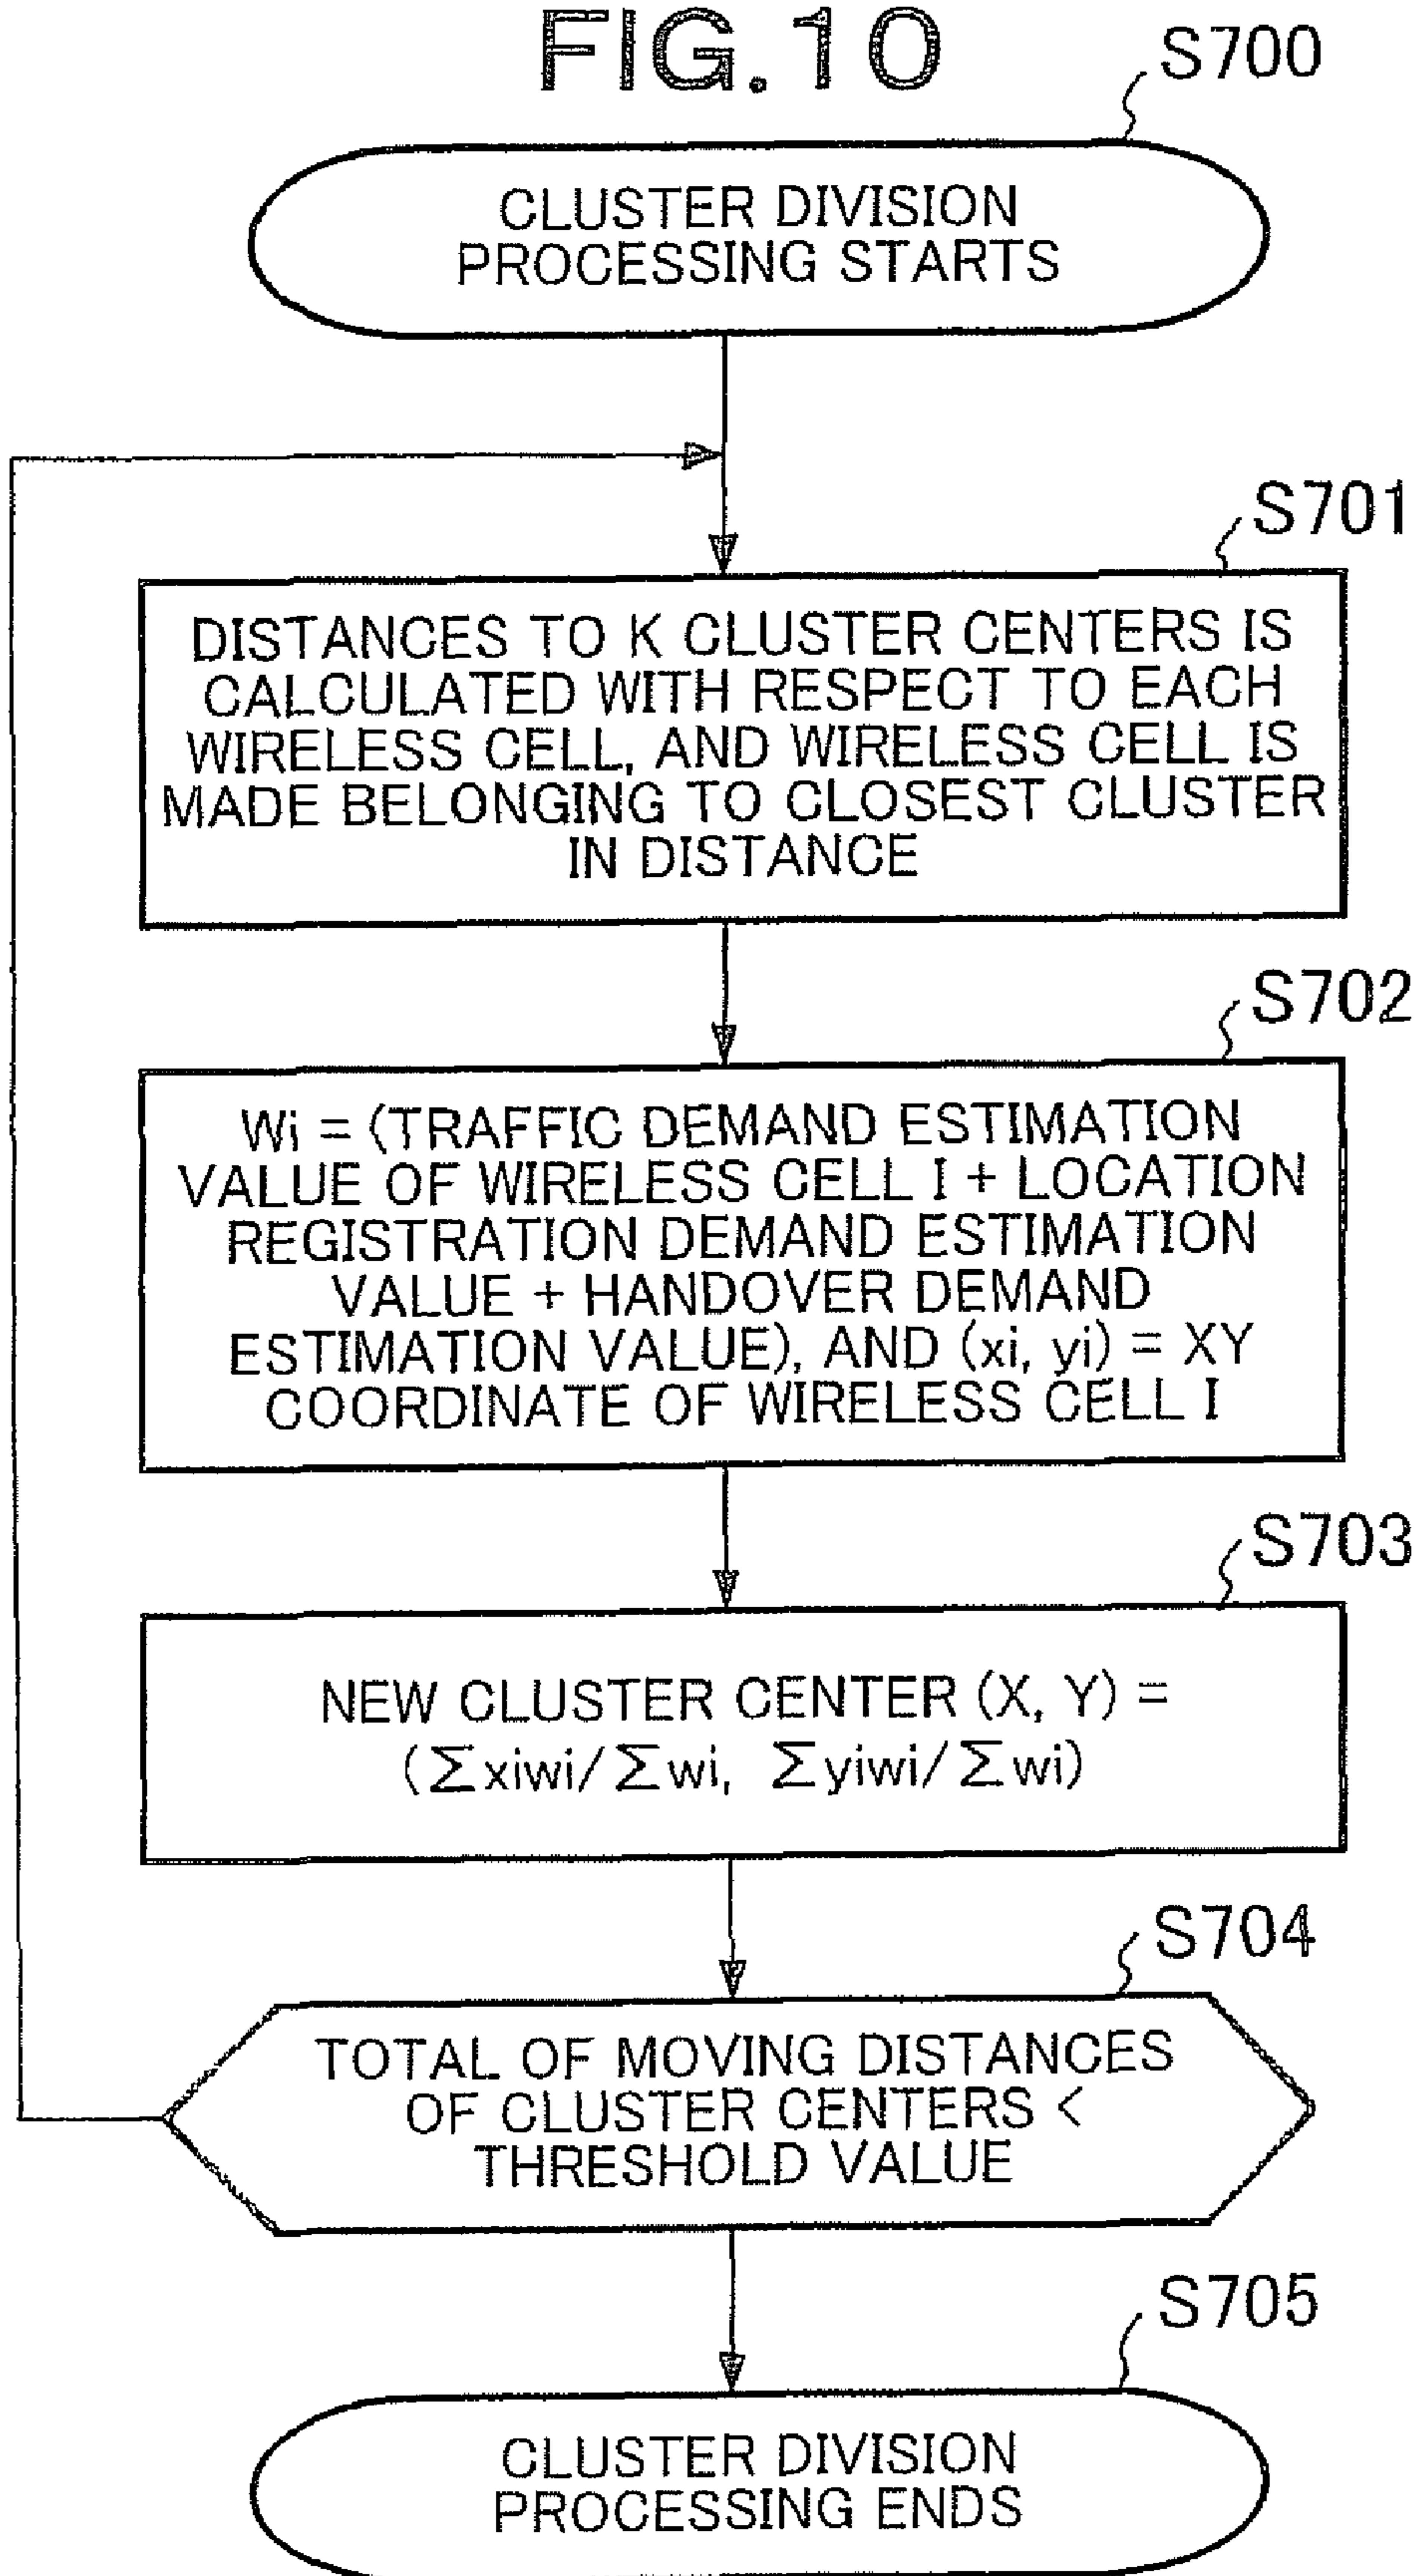 FIG.10
S700
CLUSTER DIVISION
PROCESSING STARTS
S701
DISTANCES TO K CLUSTER CENTERS IS
CALCULATED WITH RESPECT TO EACH
WIRELESS CELL, AND WIRELESS CELL IS
MADE BELONGING TO CLOSEST CLUSTER
IN DISTANCE
S702
Wi = (TRAFFIC DEMAND ESTIMATION
VALUE OF WIRELESS CELL I + LOCATION
REGISTRATION DEMAND ESTIMATION
VALUE + HANDOVER DEMAND
ESTIMATION VALUE), AND (xi, yi) = XY
COORDINATE OF WIRELESS CELL I
S703
NEW CLUSTER CENTER (X, Y) =
(Σxiwi/Σwi, Σyiwi/Σwi)
S704
TOTAL OF MOVING DISTANCES
OF CLUSTER CENTERS <
THRESHOLD VALUE
S705
CLUSTER DIVISION
PROCESSING ENDS